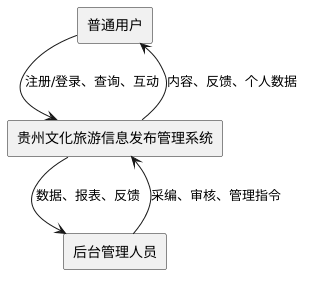 普通用户
注册/登录、查询、互动
内容、反馈、个人数据
贵州文化旅游信息发布管理系统
数据、报表、反馈
采编、审核、管理指令
后台管理人员